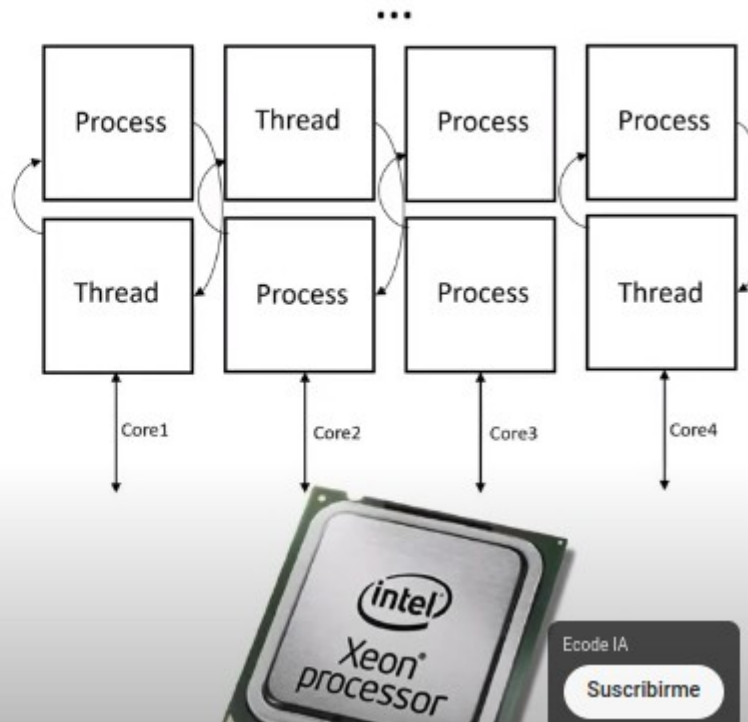 ...
Process Thread Process Process
Thread Process Process Thread
Core1 Core2 Core3 Core4
intel
Xeon®
processor
Ecode IA
Suscribirme